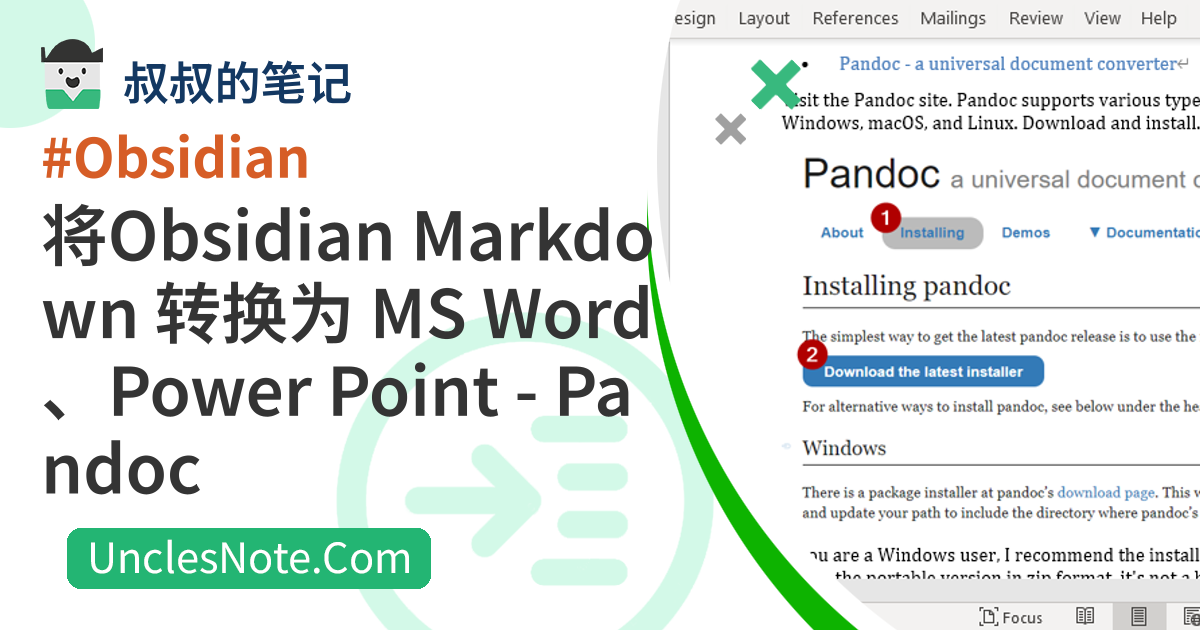 叔叔的笔记
#Obsidian
将Obsidian Markdo
wn 转换为 MS Word
、Power Point - Pa
ndoc
UnclesNote.Com
esign Layout References Mailings Review View Help
Pandoc - a universal document converter
isit the Pandoc site. Pandoc supports various type
Windows, macOS, and Linux. Download and install.
Pandoc a universal document c
1
About Installing Demos ▼ Documentatio
Installing pandoc
The simplest way to get the latest pandoc release is to use the
2
Download the latest installer
For alternative ways to install pandoc, see below under the he
Windows
There is a package installer at pandoc's download page. This w
and update your path to include the directory where pandoc's
ou are a Windows user, I recommend the install
the portable version in zip format, it's not a
Focus